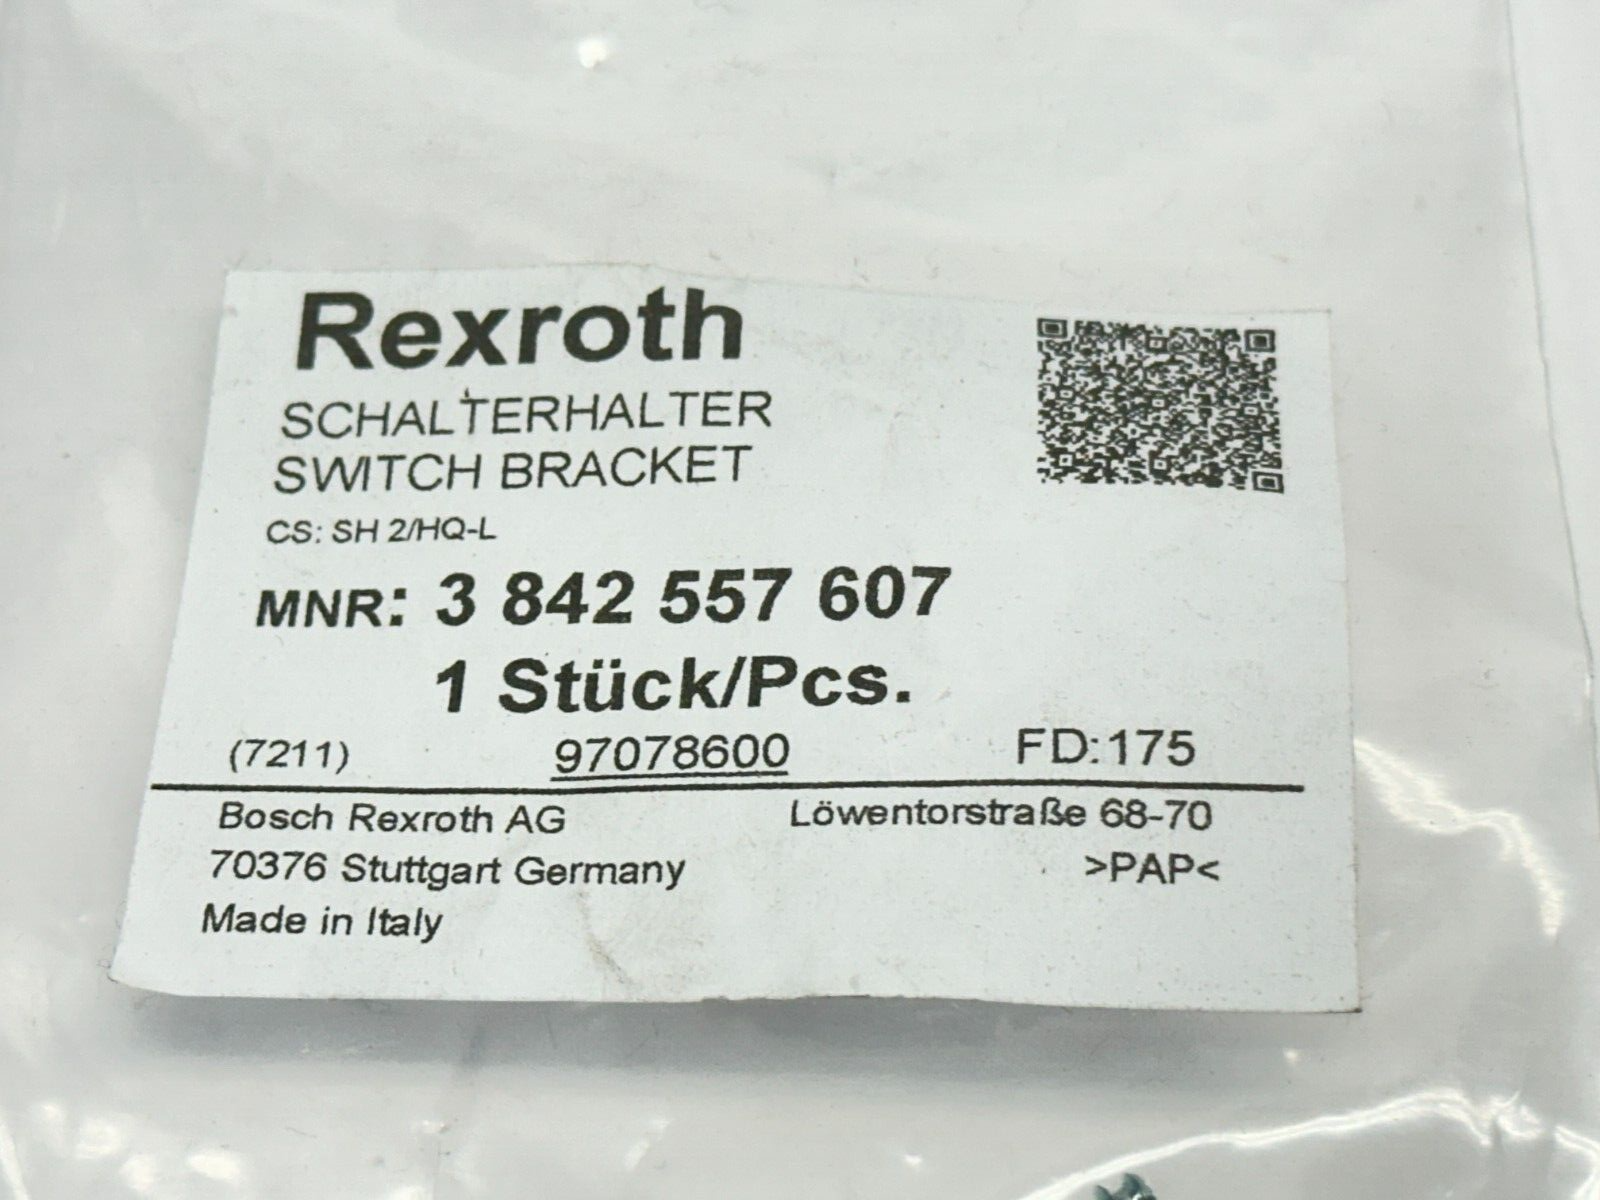 Rexroth
SCHALTERHALTER
SWITCH BRACKET
CS: SH 2/HQ-L
MNR: 3 842 557 607
1 Stück/Pcs.
(7211) 97078600 FD:175
Bosch Rexroth AG Löwentorstraße 68-70
70376 Stuttgart Germany >PAP<
Made in Italy